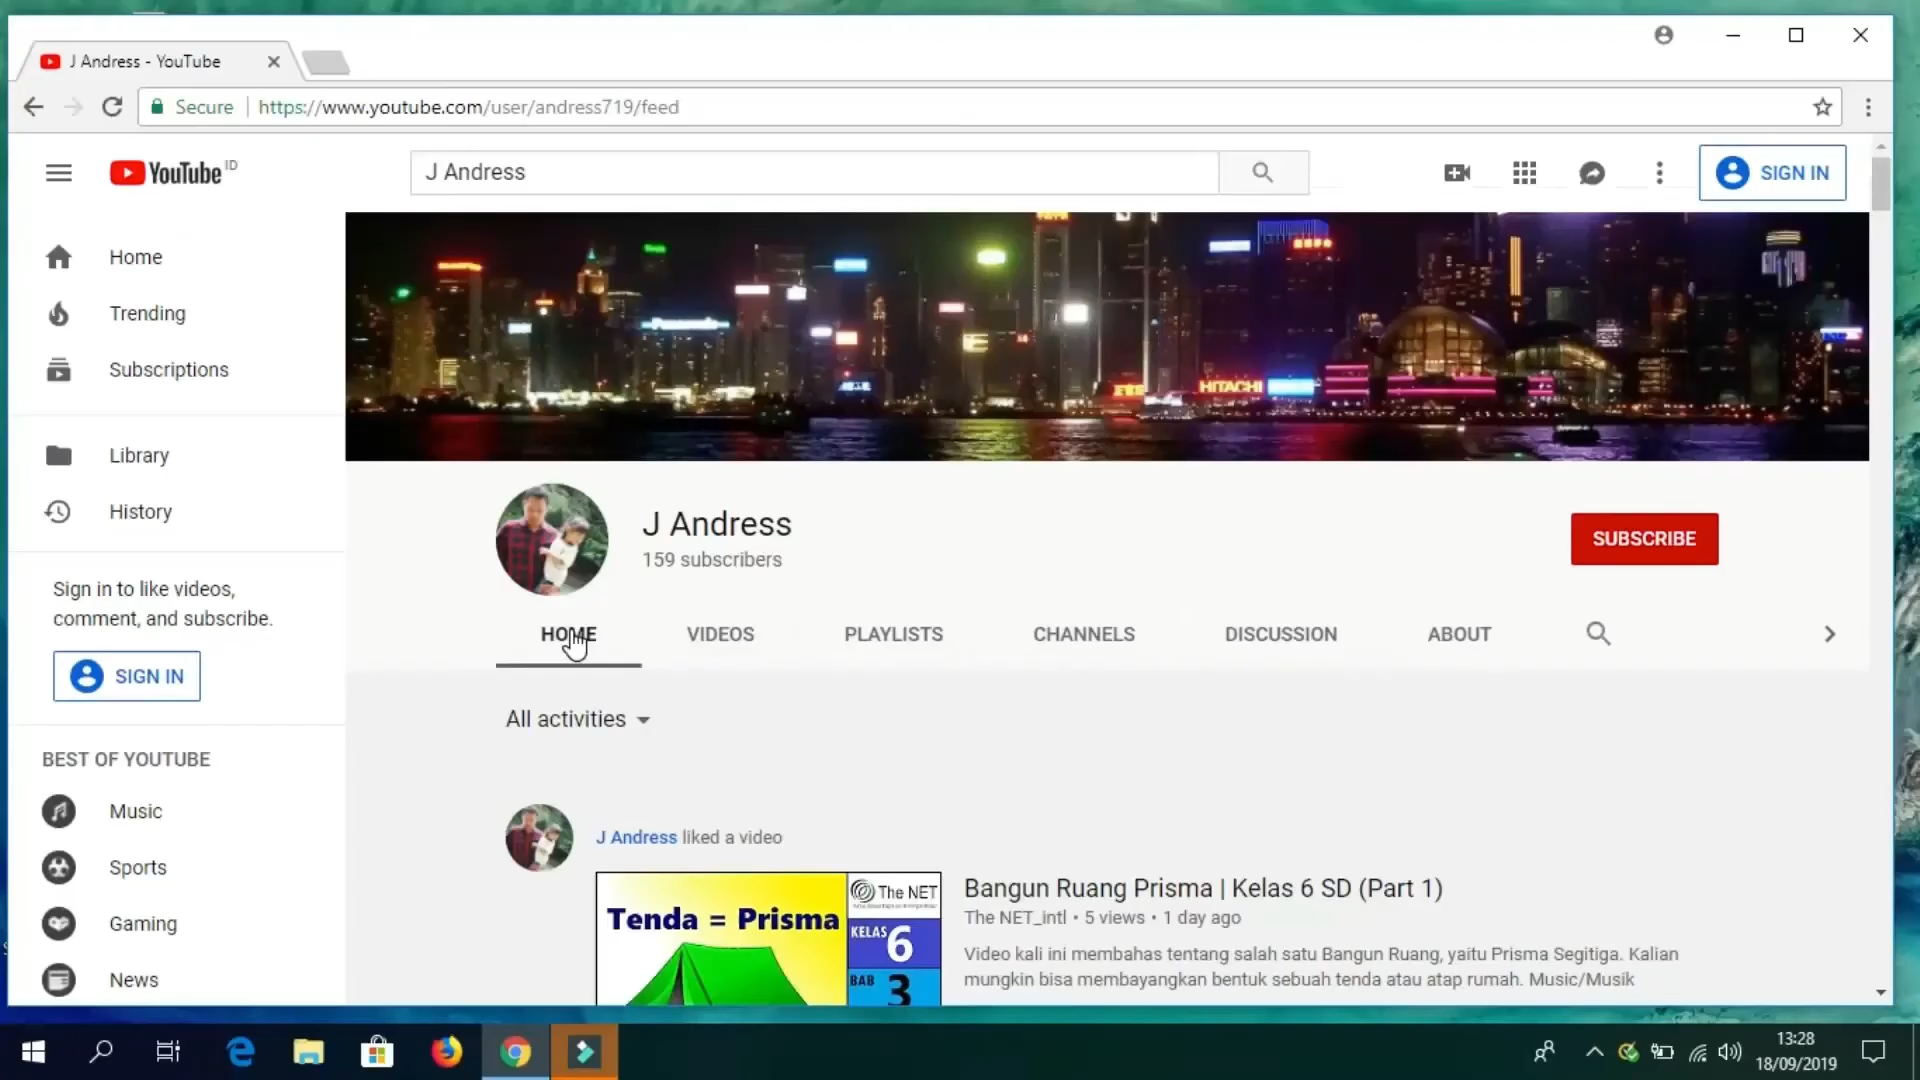 J Andress - YouTube
Secure
https://www.youtube.com/user/andress719/feed
YouTube ID
J Andress
SIGN IN
Home
Trending
Subscriptions
Library
History
Sign in to like videos,
comment, and subscribe.
SIGN IN
BEST OF YOUTUBE
Music
Sports
Gaming
News
HITACHI
J Andress
159 subscribers
SUBSCRIBE
HOME
VIDEOS
PLAYLISTS
CHANNELS
DISCUSSION
ABOUT
All activities
J Andress liked a video
Tenda = Prisma
The NET
KELAS
6
BAB
3
Bangun Ruang Prisma | Kelas 6 SD (Part 1)
The NET_intl • 5 views • 1 day ago
Video kali ini membahas tentang salah satu Bangun Ruang, yaitu Prisma Segitiga. Kalian
mungkin bisa membayangkan bentuk sebuah tenda atau atap rumah. Music/Musik
13:28
18/09/2019